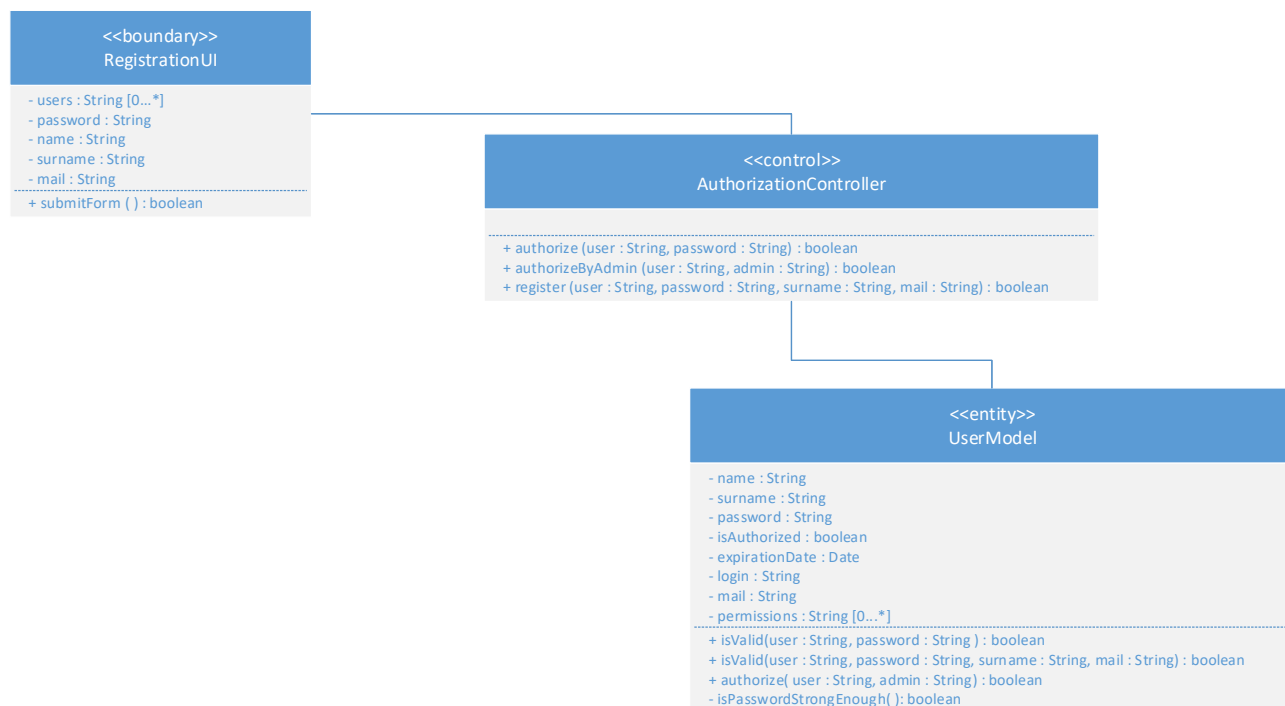 <<boundary>>
RegistrationUI
- users : String [0...*]
- password : String
- name : String
- surname : String
- mail : String
+ submitForm ( ) : boolean
<<control>>
AuthorizationController
+ authorize (user : String, password : String) : boolean
+ authorizeByAdmin (user : String, admin : String) : boolean
+ register (user : String, password : String, surname : String, mail : String) : boolean
<<entity>>
UserModel
- name : String
- surname : String
- password : String
- isAuthorized : boolean
- expirationDate : Date
- login : String
- mail : String
- permissions : String [0...*]
+ isValid(user : String, password : String ) : boolean
+ isValid(user : String, password : String, surname : String, mail : String) : boolean
+ authorize( user : String, admin : String) : boolean
- isPasswordStrongEnough( ): boolean